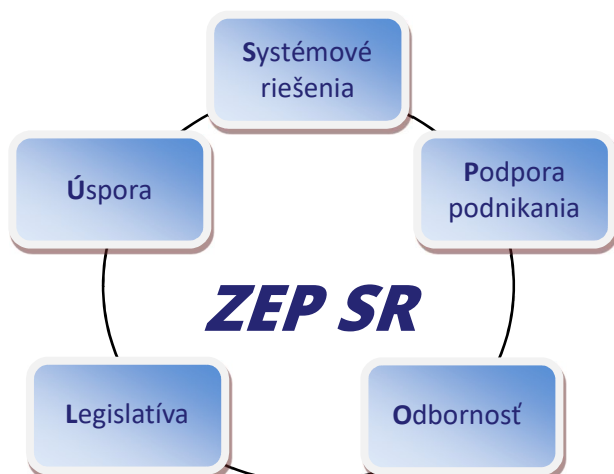 Systémové
riešenia
Podpora
podnikania
Odbornosť
Legislatíva
Úspora
ZEP SR